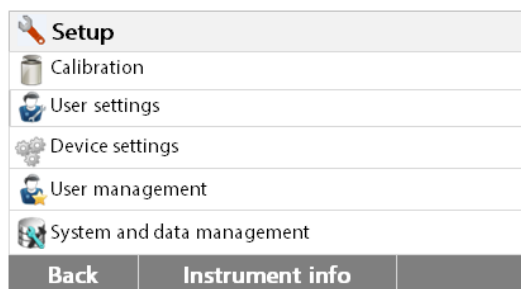 Setup
Calibration
User settings
Device settings
User management
System and data management
Back Instrument info